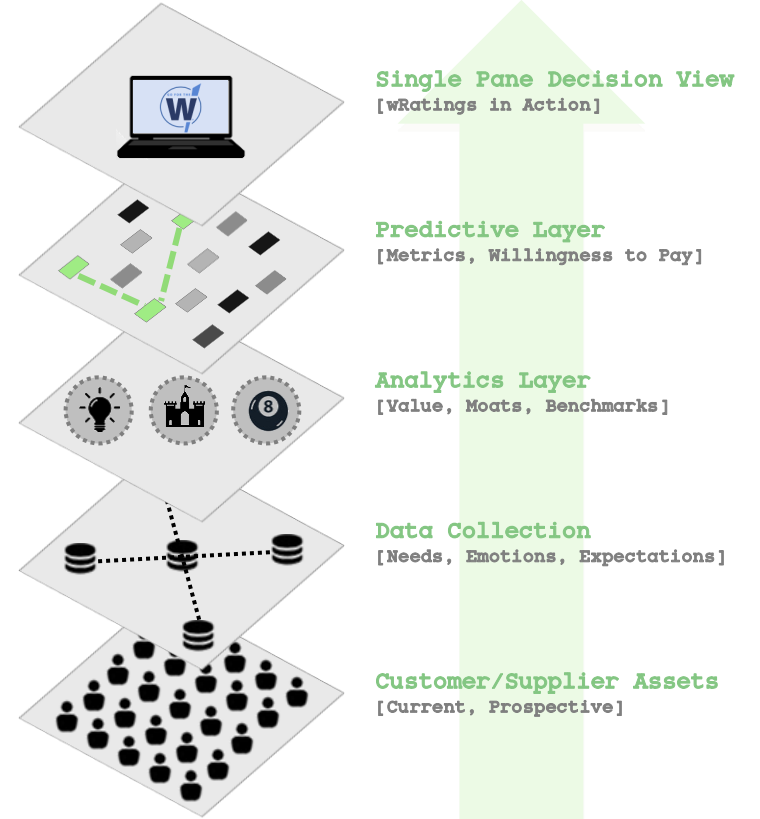 Single Pane Decision View
[wRatings in Action]
W
Predictive Layer
[Metrics, Willingness to Pay]
Analytics Layer
[Value, Moats, Benchmarks]
8
Data Collection
[Needs, Emotions, Expectations]
Customer/Supplier Assets
[Current, Prospective]